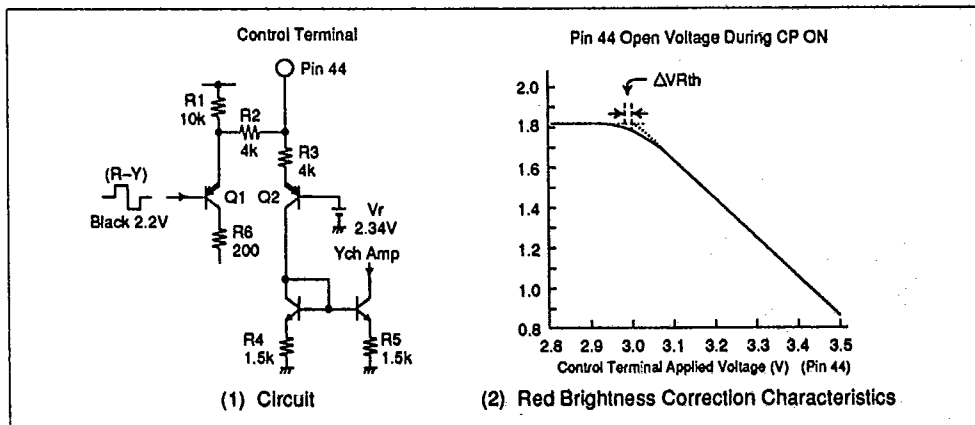 Control Terminal
Pin 44
R1
10k
R2
4k
R3
4k
(R-Y)
Q1
Q2
Black 2.2V
R6
200
Vr
2.34V
Ych Amp
R4
1.5k
R5
1.5k
(1) Circuit
Pin 44 Open Voltage During CP ON
ΔVRth
2.0
1.8
1.6
1.4
1.2
1.0
0.8
2.8 2.9 3.0 3.1 3.2 3.3 3.4 3.5
Control Terminal Applied Voltage (V) (Pin 44)
(2) Red Brightness Correction Characteristics